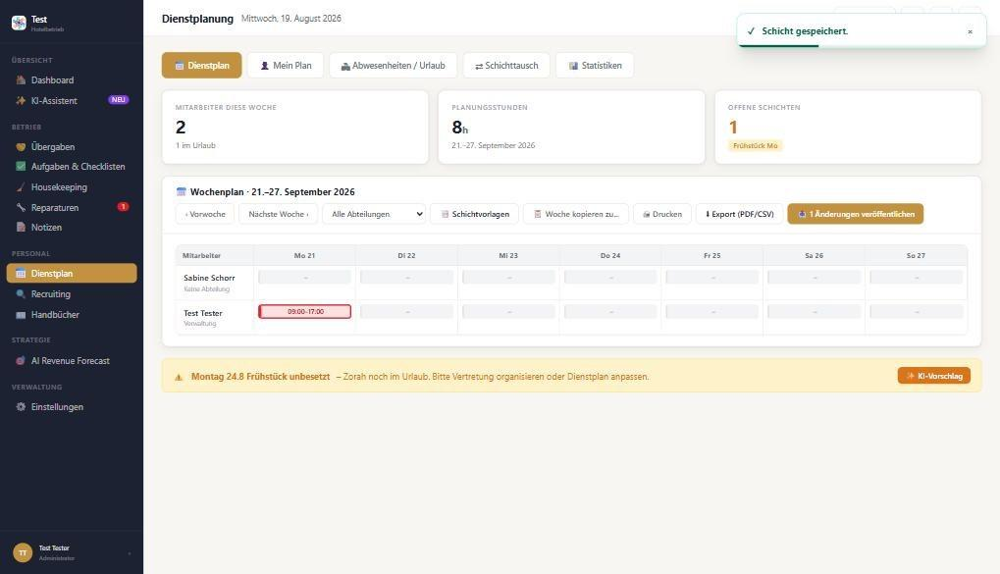 Test
Hotelbetrieb
ÜBERSICHT
Dashboard
KI-Assistent NEU
BETRIEB
Übergaben
Aufgaben & Checklisten
Housekeeping
Reparaturen 1
Notizen
PERSONAL
Dienstplan
Recruiting
Handbücher
STRATEGIE
AI Revenue Forecast
VERWALTUNG
Einstellungen
TT Test Tester
Administrator
Dienstplanung Mittwoch, 19. August 2026
✓ Schicht gespeichert. ×
Dienstplan Mein Plan Abwesenheiten / Urlaub Schichttausch Statistiken
MITARBEITER DIESE WOCHE
2
1 im Urlaub
PLANUNGSSTUNDEN
8h
21.–27. September 2026
OFFENE SCHICHTEN
1
Frühstück Mo
Wochenplan · 21.–27. September 2026
‹ Vorwoche Nächste Woche › Alle Abteilungen Schichtvorlagen Woche kopieren zu... Drucken ⬇ Export (PDF/CSV) 1 Änderungen veröffentlichen
Mitarbeiter Mo 21 Di 22 Mi 23 Do 24 Fr 25 Sa 26 So 27
Sabine Schorr – – – – – – –
Keine Abteilung
Test Tester 09:00–17:00 – – – – – –
Verwaltung
Montag 24.8 Frühstück unbesetzt – Zorah noch im Urlaub. Bitte Vertretung organisieren oder Dienstplan anpassen. KI-Vorschlag